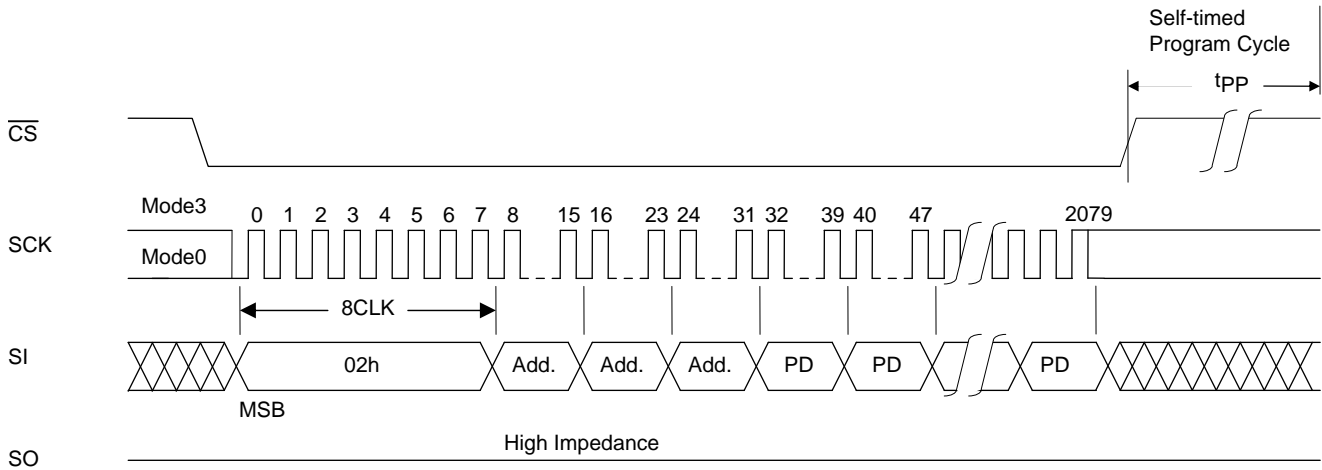 Self-timed
Program Cycle
tPP
CS
Mode3
0 1 2 3 4 5 6 7 8 15 16 23 24 31 32 39 40 47 2079
SCK
Mode0
8CLK
SI
02h Add. Add. Add. PD PD PD
MSB
High Impedance
SO